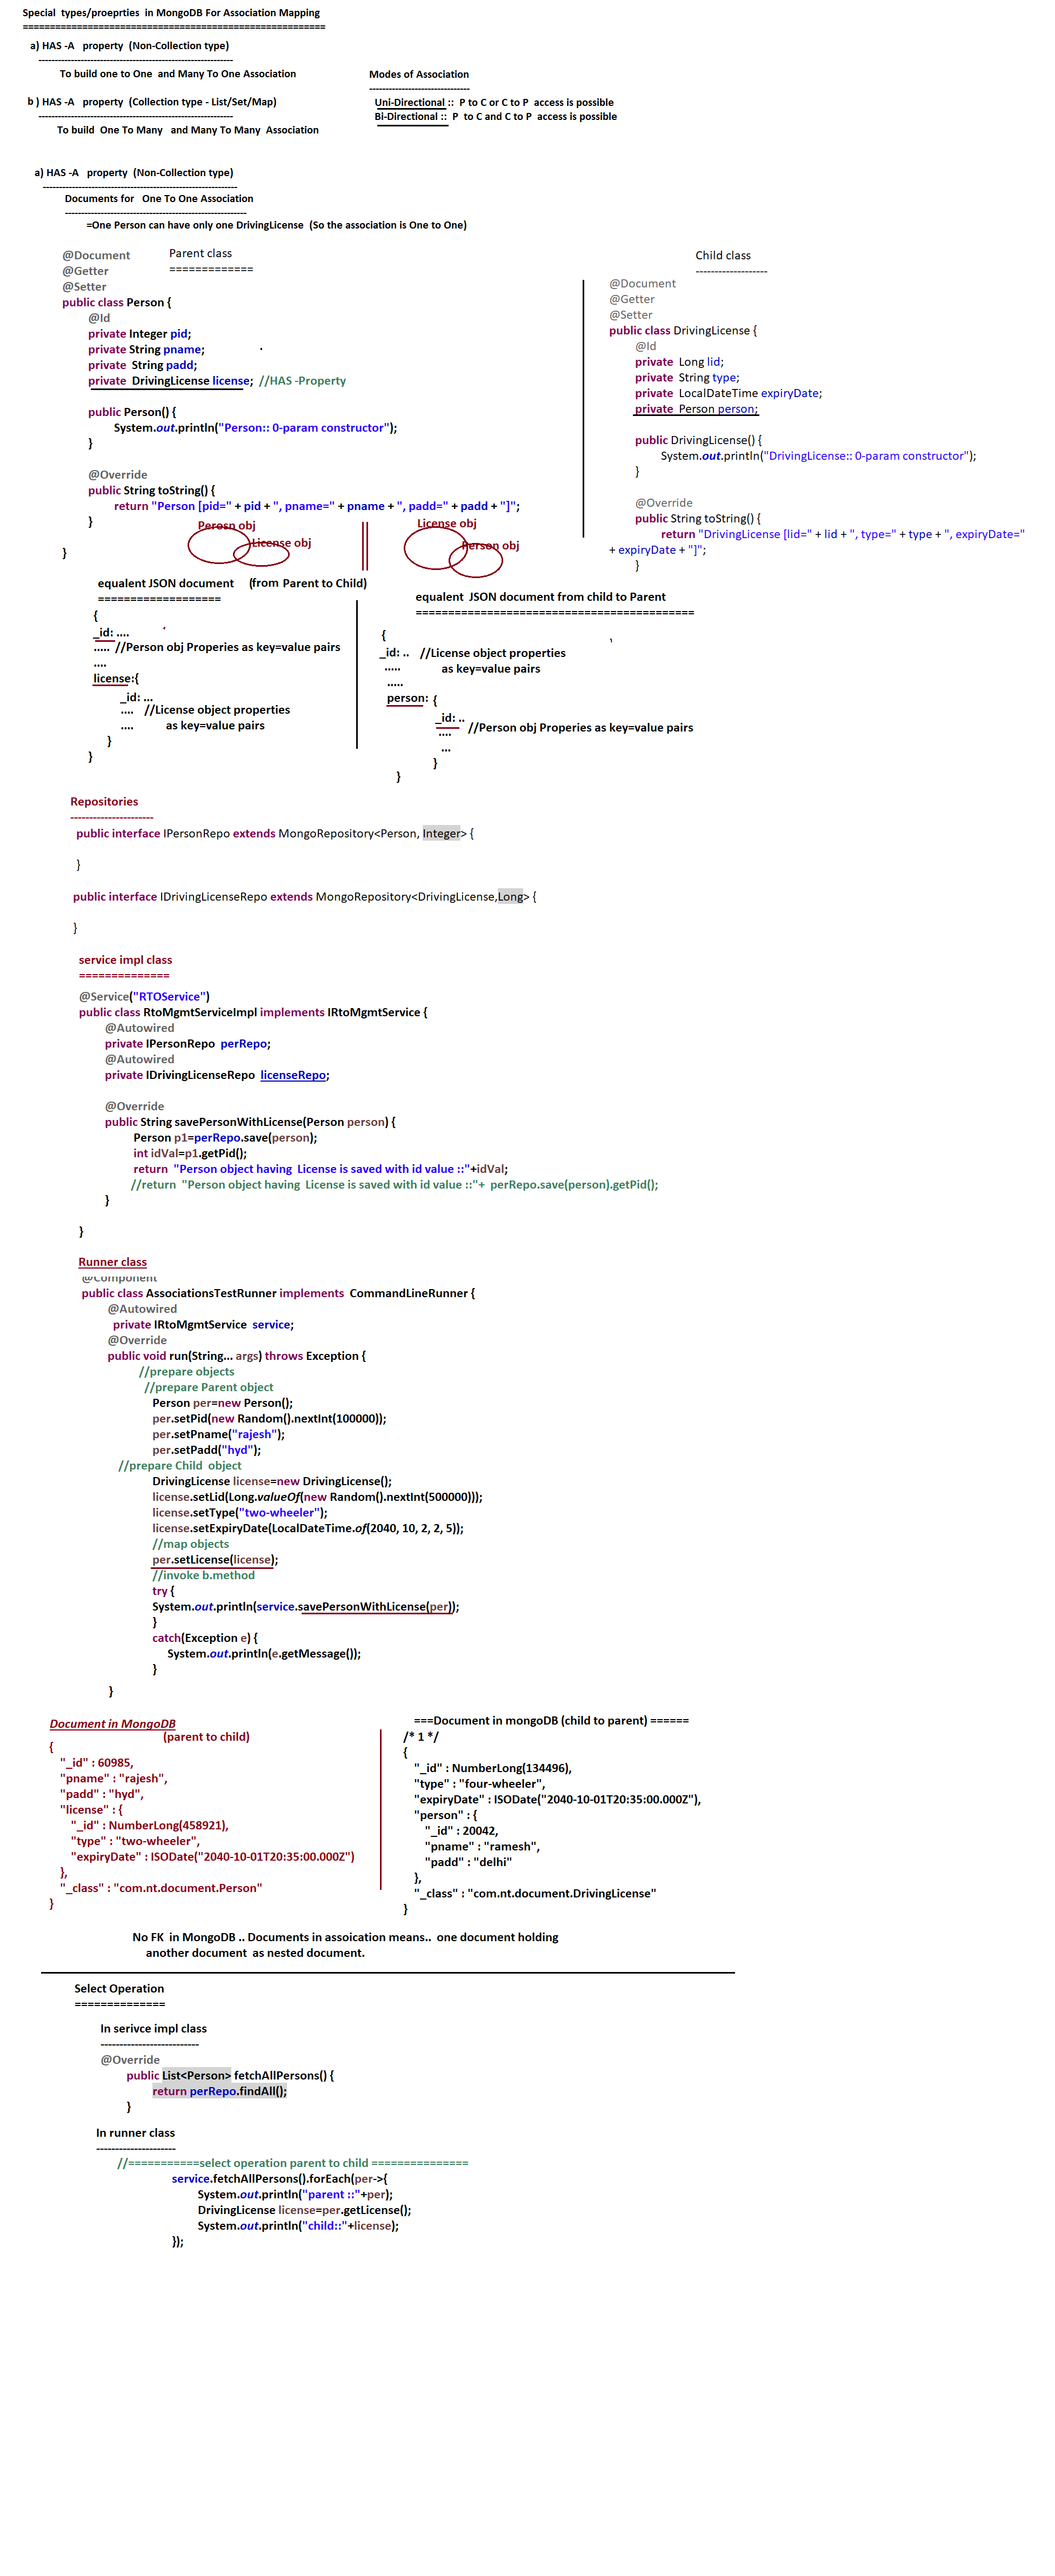 Special  types/proeprties  in MongoDB For Association Mapping
=========================================================
a) HAS -A   property  (Non-Collection type)
------------------------------------------------------------
To build one to One  and Many To One Association
b ) HAS -A   property  (Collection type - List/Set/Map)
------------------------------------------------------------
To build  One To Many   and Many To Many  Association
Modes of Association
-------------------------------
Uni-Directional ::  P to C or C to P  access is possible
Bi-Directional ::  P  to C and C to P  access is possible
a) HAS -A   property  (Non-Collection type)
------------------------------------------------------------
Documents for   One To One Association
--------------------------------------------------------
=One Person can have only one DrivingLicense  (So the association is One to One)
Parent class
=============
@Document
@Getter
@Setter
public class Person {
@Id
private Integer pid;
private String pname;
private  String padd;
private  DrivingLicense license;  //HAS -Property
public Person() {
System.out.println("Person:: 0-param constructor");
}
@Override
public String toString() {
return "Person [pid=" + pid + ", pname=" + pname + ", padd=" + padd + "]";
}
}
Child class
-------------------
@Document
@Getter
@Setter
public class DrivingLicense {
@Id
private  Long lid;
private  String type;
private  LocalDateTime expiryDate;
private  Person person;
public DrivingLicense() {
System.out.println("DrivingLicense:: 0-param constructor");
}
@Override
public String toString() {
return "DrivingLicense [lid=" + lid + ", type=" + type + ", expiryDate="
+ expiryDate + "]";
}
Person obj
License obj
License obj
Person obj
equalent JSON document    (from Parent to Child)
===================
{
_id: ....
..... //Person obj Properies as key=value pairs
....
license:{
_id: ...
....   //License object properties
....         as key=value pairs
}
}
equalent  JSON document from child to Parent
===========================================
{
_id: ..   //License object properties
.....            as key=value pairs
.....
person: {
_id: ..
//Person obj Properies as key=value pairs
....
...
}
}
Repositories
----------------------
public interface IPersonRepo extends MongoRepository<Person, Integer> {
}
public interface IDrivingLicenseRepo extends MongoRepository<DrivingLicense,Long> {
}
service impl class
==============
@Service("RTOService")
public class RtoMgmtServiceImpl implements IRtoMgmtService {
@Autowired
private IPersonRepo  perRepo;
@Autowired
private IDrivingLicenseRepo  licenseRepo;
@Override
public String savePersonWithLicense(Person person) {
Person p1=perRepo.save(person);
int idVal=p1.getPid();
return  "Person object having  License is saved with id value ::"+idVal;
//return  "Person object having  License is saved with id value ::"+  perRepo.save(person).getPid();
}
}
Runner class
@Component
public class AssociationsTestRunner implements  CommandLineRunner {
@Autowired
private IRtoMgmtService  service;
@Override
public void run(String... args) throws Exception {
//prepare objects
//prepare Parent object
Person per=new Person();
per.setPid(new Random().nextInt(100000));
per.setPname("rajesh");
per.setPadd("hyd");
//prepare Child  object
DrivingLicense license=new DrivingLicense();
license.setLid(Long.valueOf(new Random().nextInt(500000)));
license.setType("two-wheeler");
license.setExpiryDate(LocalDateTime.of(2040, 10, 2, 2, 5));
//map objects
per.setLicense(license);
//invoke b.method
try {
System.out.println(service.savePersonWithLicense(per));
}
catch(Exception e) {
System.out.println(e.getMessage());
}
}
Document in MongoDB
(parent to child)
{
"_id" : 60985,
"pname" : "rajesh",
"padd" : "hyd",
"license" : {
"_id" : NumberLong(458921),
"type" : "two-wheeler",
"expiryDate" : ISODate("2040-10-01T20:35:00.000Z")
},
"_class" : "com.nt.document.Person"
}
===Document in mongoDB (child to parent) ======
/* 1 */
{
"_id" : NumberLong(134496),
"type" : "four-wheeler",
"expiryDate" : ISODate("2040-10-01T20:35:00.000Z"),
"person" : {
"_id" : 20042,
"pname" : "ramesh",
"padd" : "delhi"
},
"_class" : "com.nt.document.DrivingLicense"
}
No FK  in MongoDB .. Documents in assoication means..  one document holding
another document  as nested document.
Select Operation
==============
In serivce impl class
--------------------------
@Override
public List<Person> fetchAllPersons() {
return perRepo.findAll();
}
In runner class
---------------------
//===========select operation parent to child ===============
service.fetchAllPersons().forEach(per->{
System.out.println("parent ::"+per);
DrivingLicense license=per.getLicense();
System.out.println("child::"+license);
});